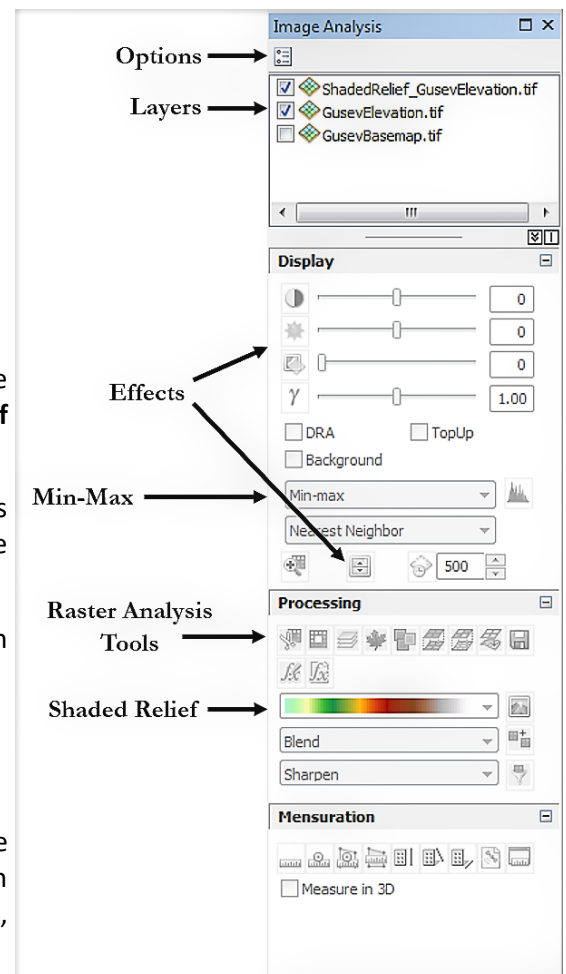 Image Analysis
Options
Layers
ShadedRelief_GusevElevation.tif
GusevElevation.tif
GusevBasemap.tif
Display
0
0
0
γ 1.00
Effects
DRA TopUp
Background
Min-Max
Min-max
Nearest Neighbor
500
Processing
Raster Analysis
Tools
Shaded Relief
Blend
Sharpen
Mensuration
Measure in 3D
e
f
s
e
n
e
n
,